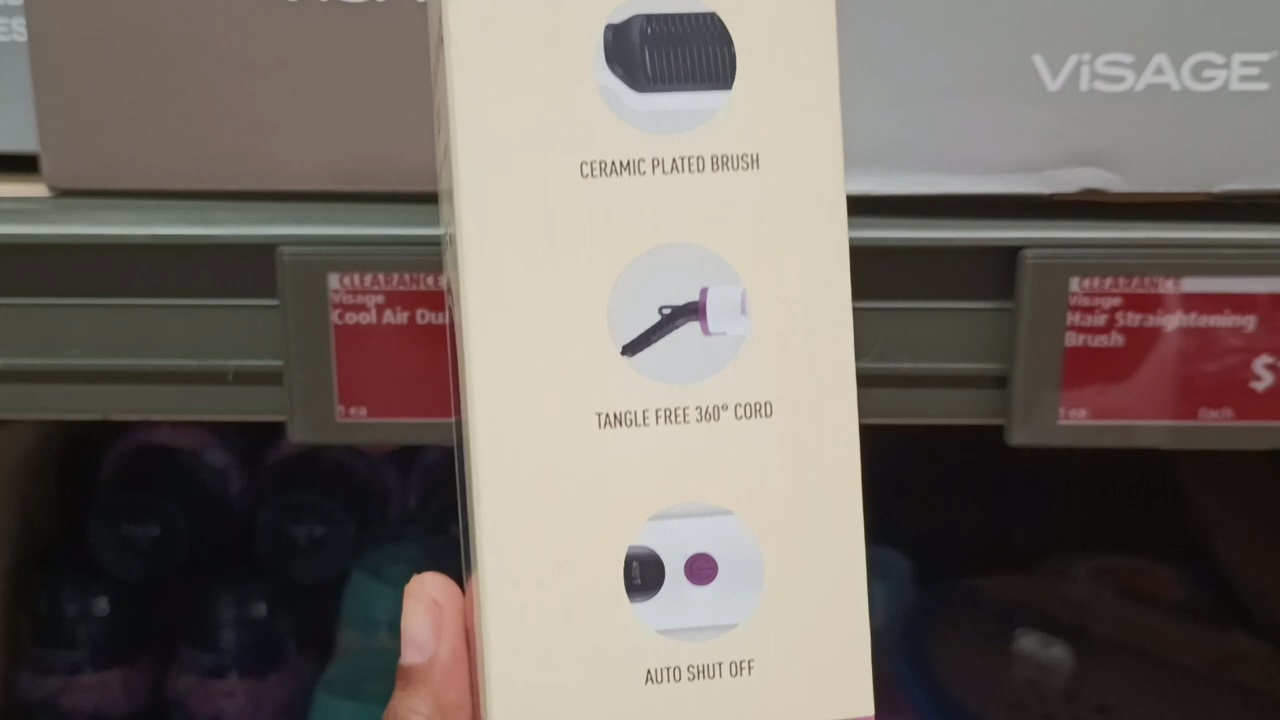 ViSAGE
CERAMIC PLATED BRUSH
CLEARANCE
Visage
Cool Air
1 ea
TANGLE FREE 360° CORD
CLEARANCE
Visage
Hair Straightening
Brush
$
1 ea
Each
AUTO SHUT OFF